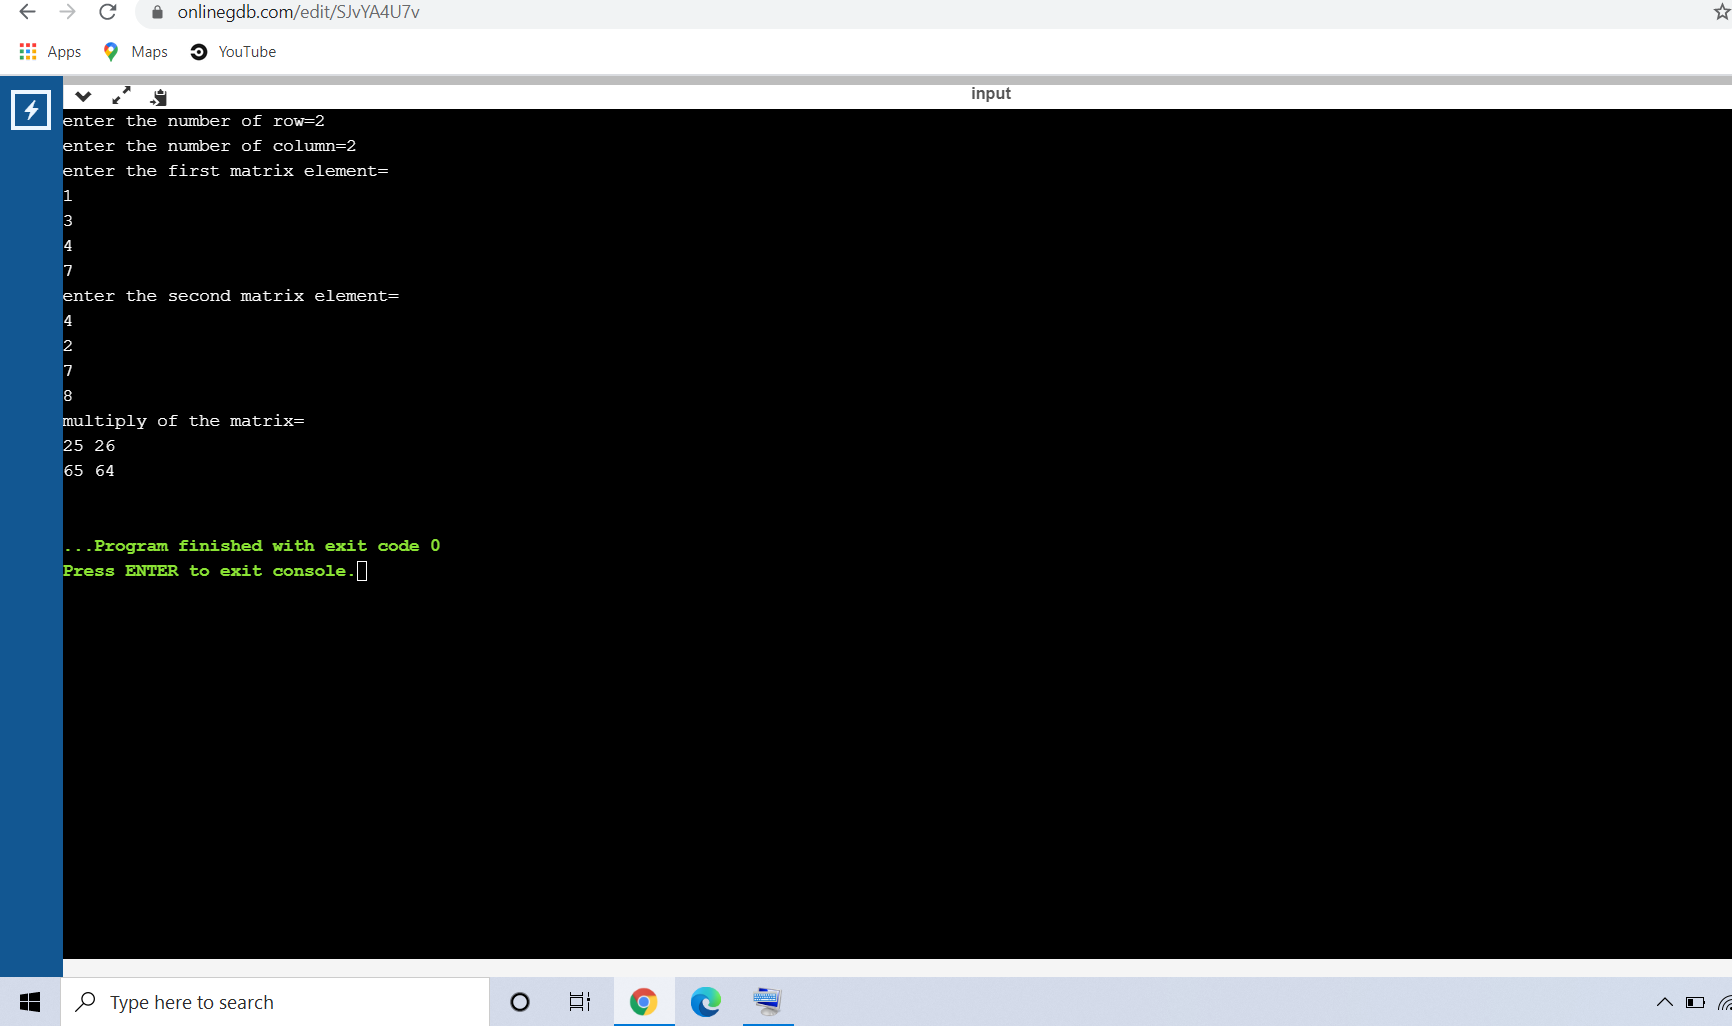 onlinegdb.com/edit/SJvYA4U7v
Apps Maps YouTube
input
enter the number of row=2
enter the number of column=2
enter the first matrix element=
1
3
4
7
enter the second matrix element=
4
2
7
8
multiply of the matrix=
25 26
65 64
...Program finished with exit code 0
Press ENTER to exit console.
Type here to search